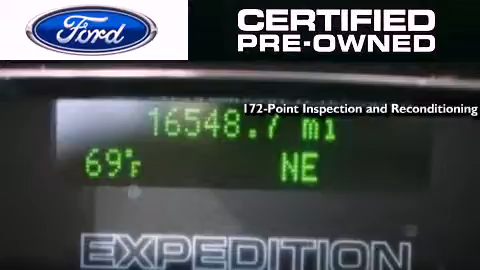 Ford
CERTIFIED
PRE-OWNED
172-Point Inspection and Reconditioning
16548.7 mi
69°F NE
EXPEDITION